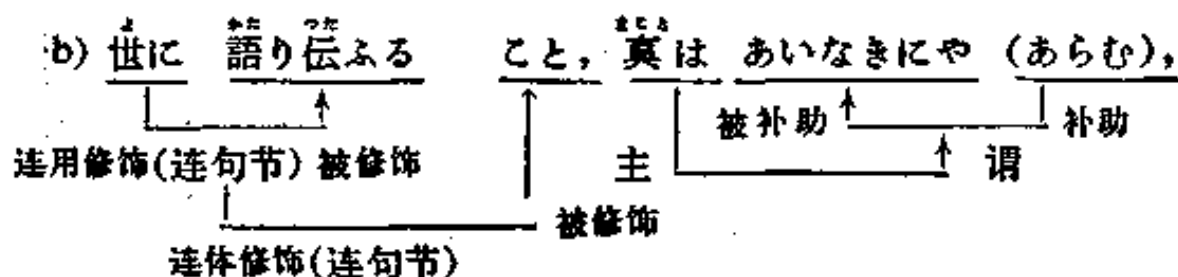 よ かた つた まこと
b) 世に 語り伝ふる こと，真は あいなきにや (あらむ)，
被补助 补助
连用修饰(连句节) 被修饰 主 谓
被修饰
连体修饰(连句节)